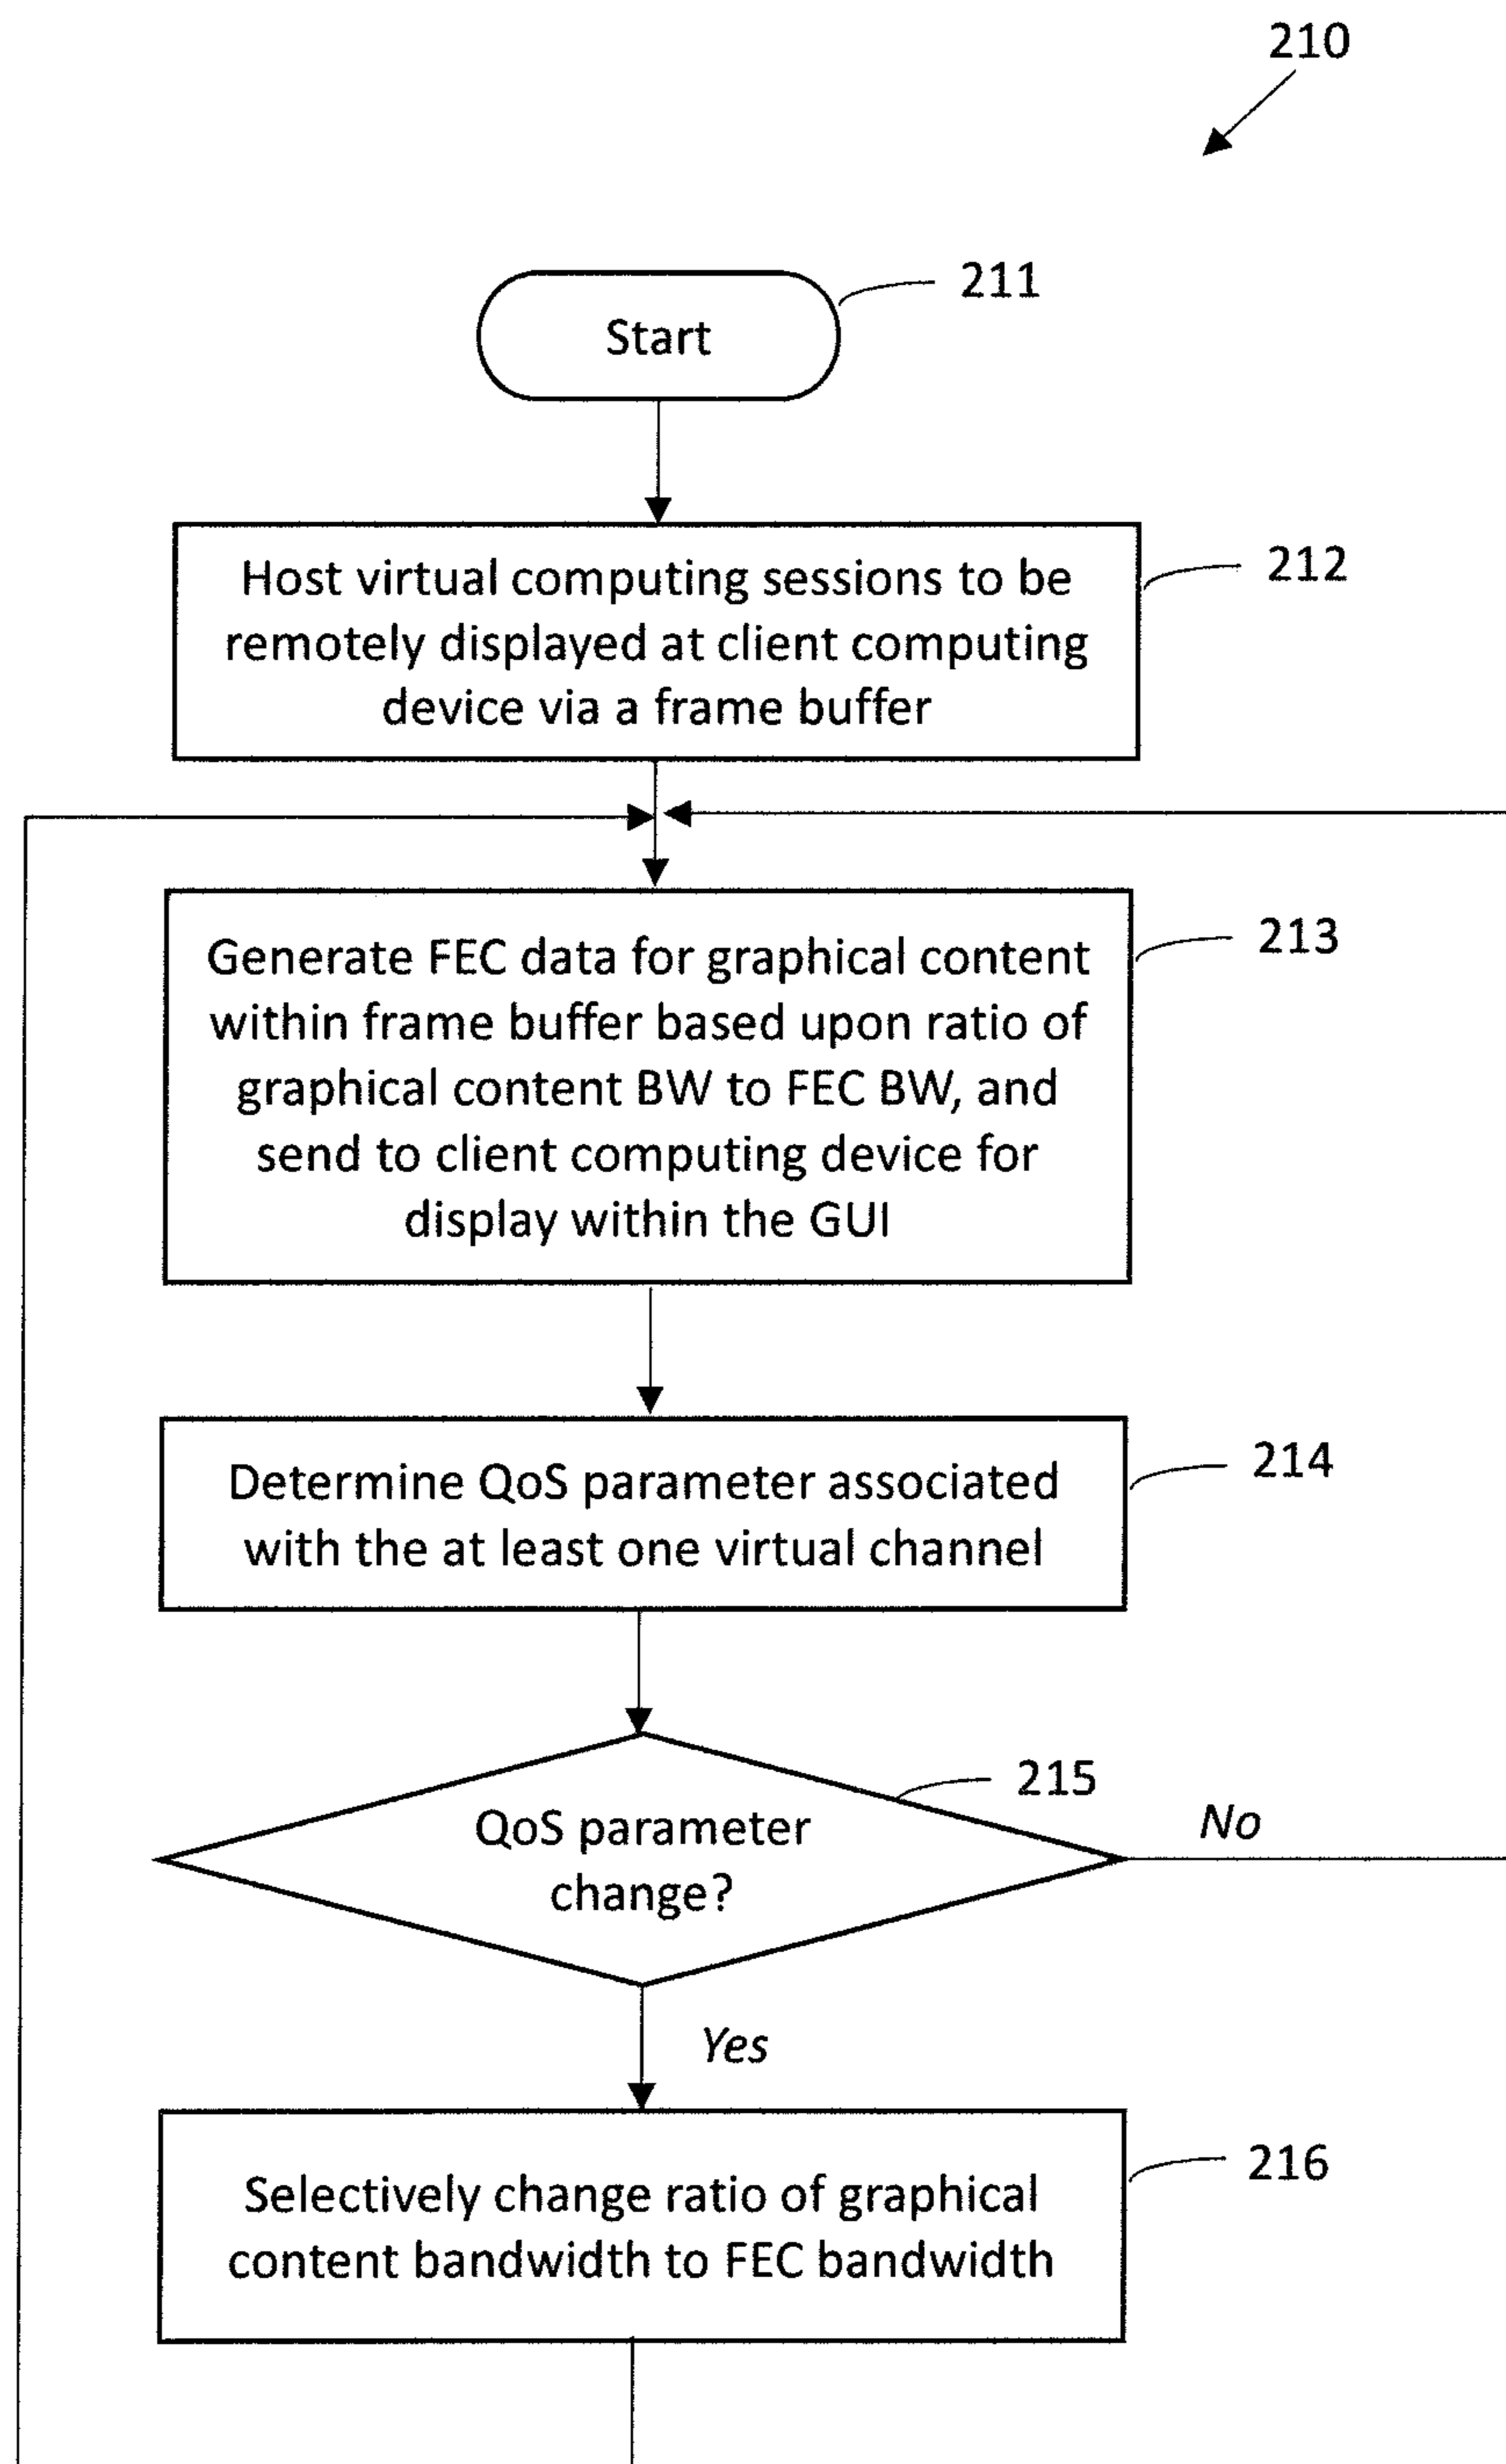 210
Start
211
Host virtual computing sessions to be
remotely displayed at client computing
device via a frame buffer
212
Generate FEC data for graphical content
within frame buffer based upon ratio of
graphical content BW to FEC BW, and
send to client computing device for
display within the GUI
213
Determine QoS parameter associated
with the at least one virtual channel
214
QoS parameter
change?
215
No
Yes
Selectively change ratio of graphical
content bandwidth to FEC bandwidth
216